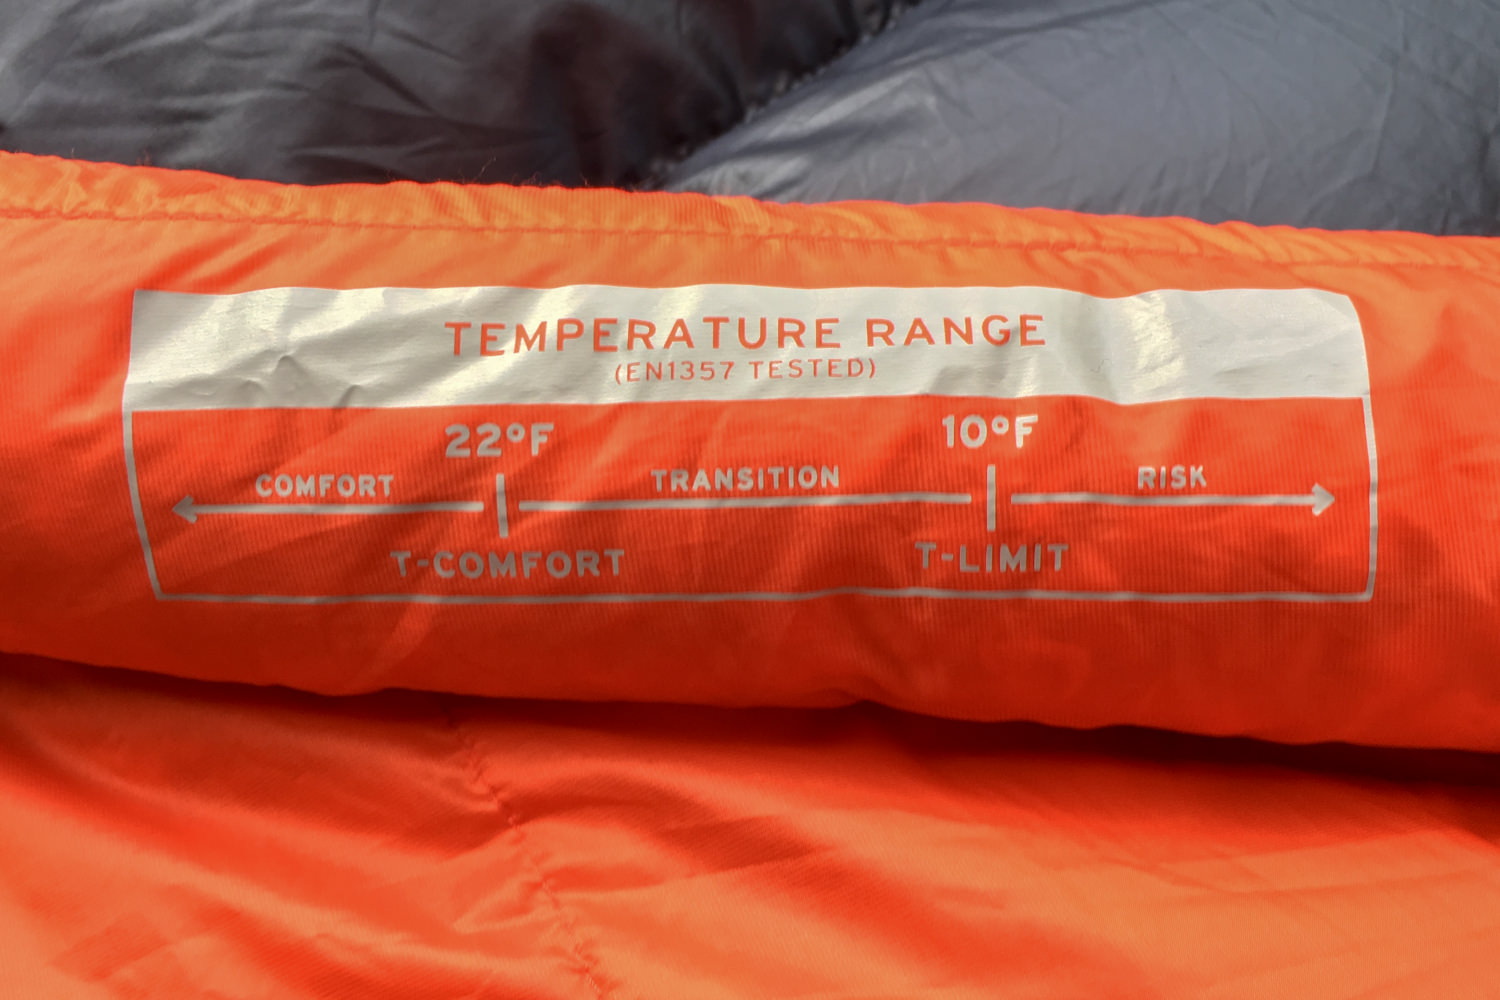 TEMPERATURE RANGE
(EN1357 TESTED)
22°F 10°F
COMFORT TRANSITION RISK
T-COMFORT T-LIMIT